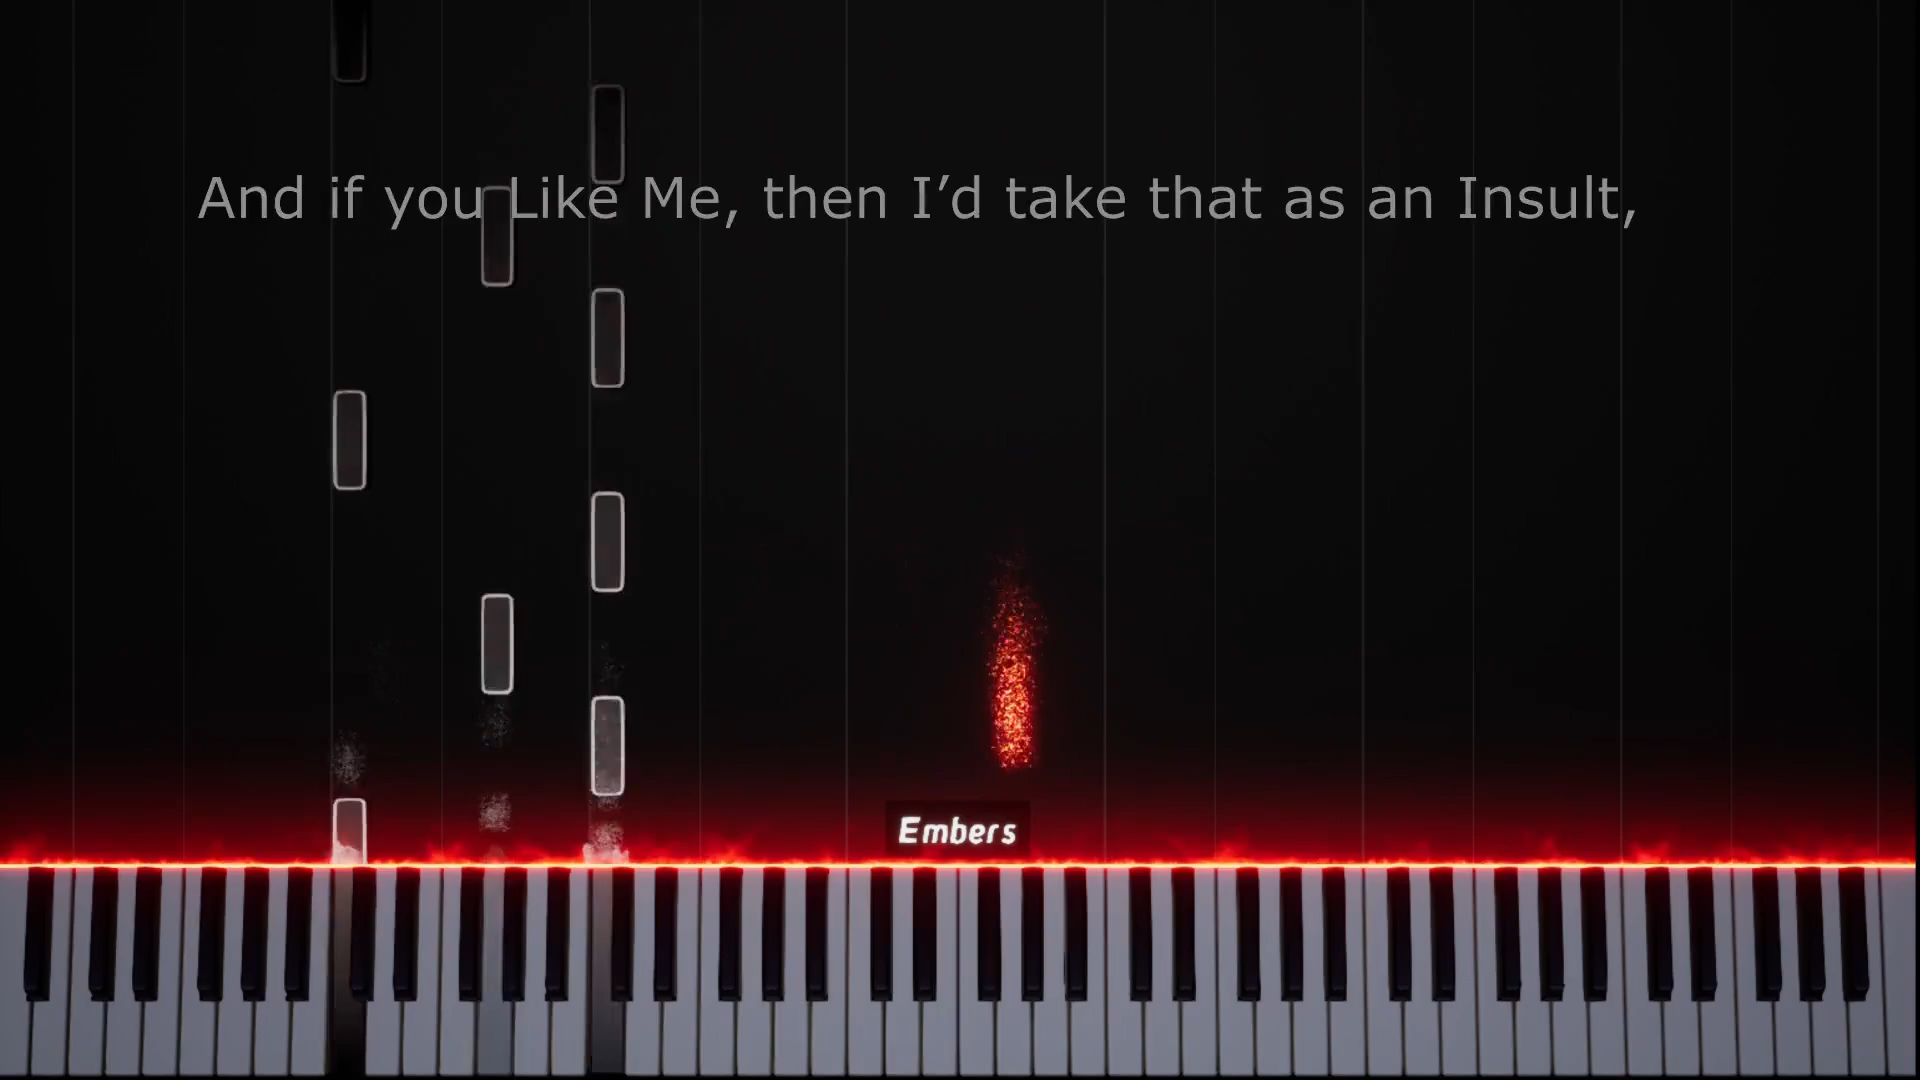 And if you Like Me, then I’d take that as an Insult,
Embers